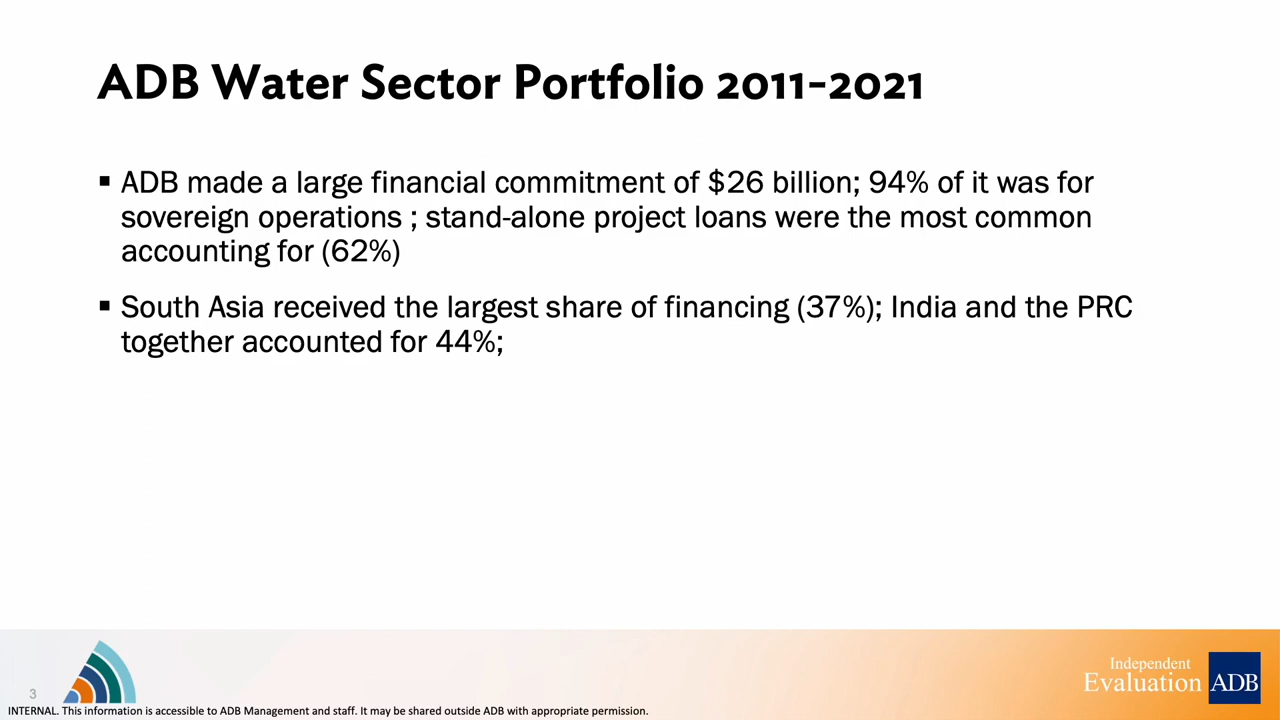 ADB Water Sector Portfolio 2011-2021
▪ ADB made a large financial commitment of $26 billion; 94% of it was for
sovereign operations ; stand-alone project loans were the most common
accounting for (62%)
▪ South Asia received the largest share of financing (37%); India and the PRC
together accounted for 44%;
Independent
Evaluation ADB
3
INTERNAL. This information is accessible to ADB Management and staff. It may be shared outside ADB with appropriate permission.